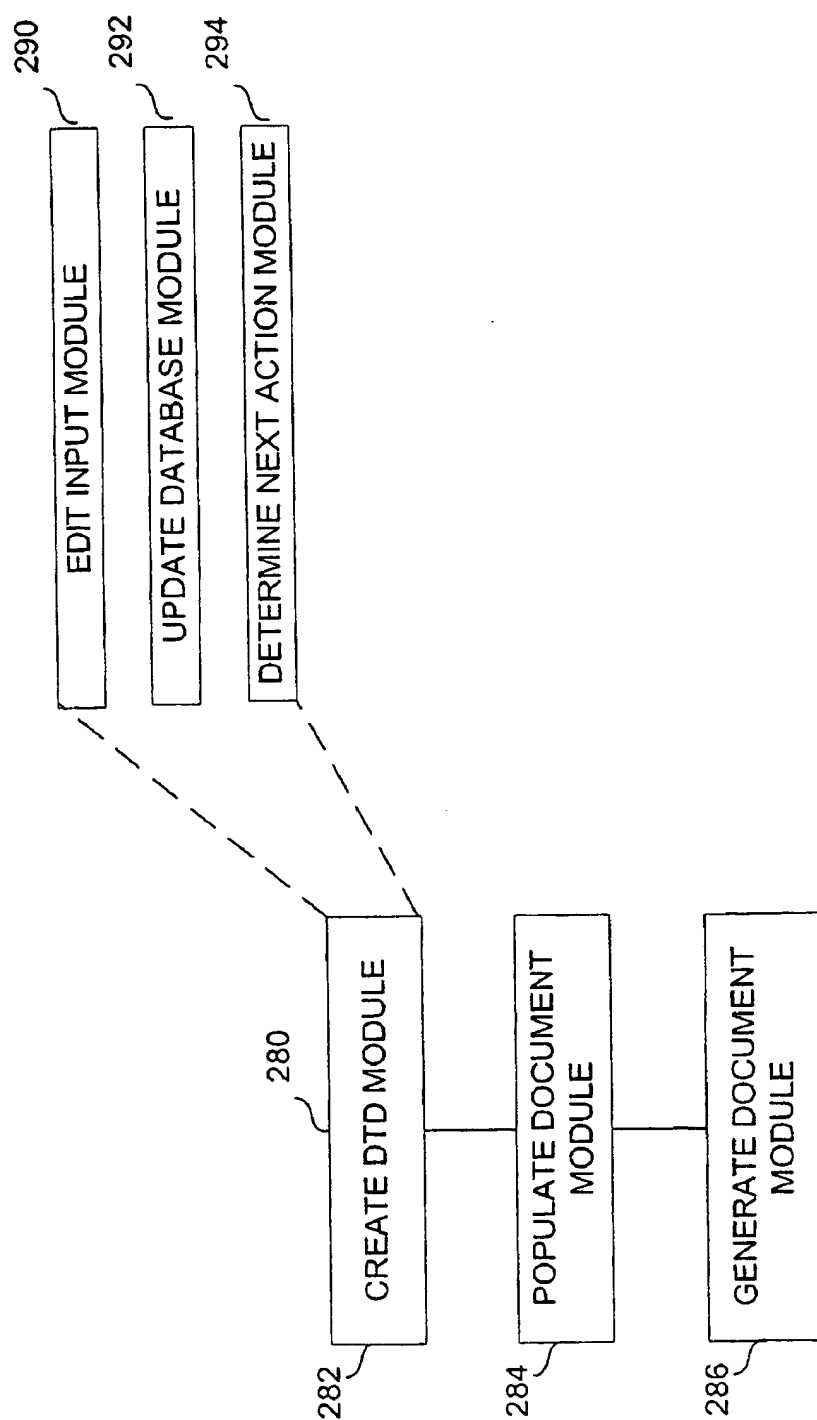 290
EDIT INPUT MODULE
292
UPDATE DATABASE MODULE
294
DETERMINE NEXT ACTION MODULE
280
CREATE DTD MODULE
282
POPULATE DOCUMENT
MODULE
284
GENERATE DOCUMENT
MODULE
286